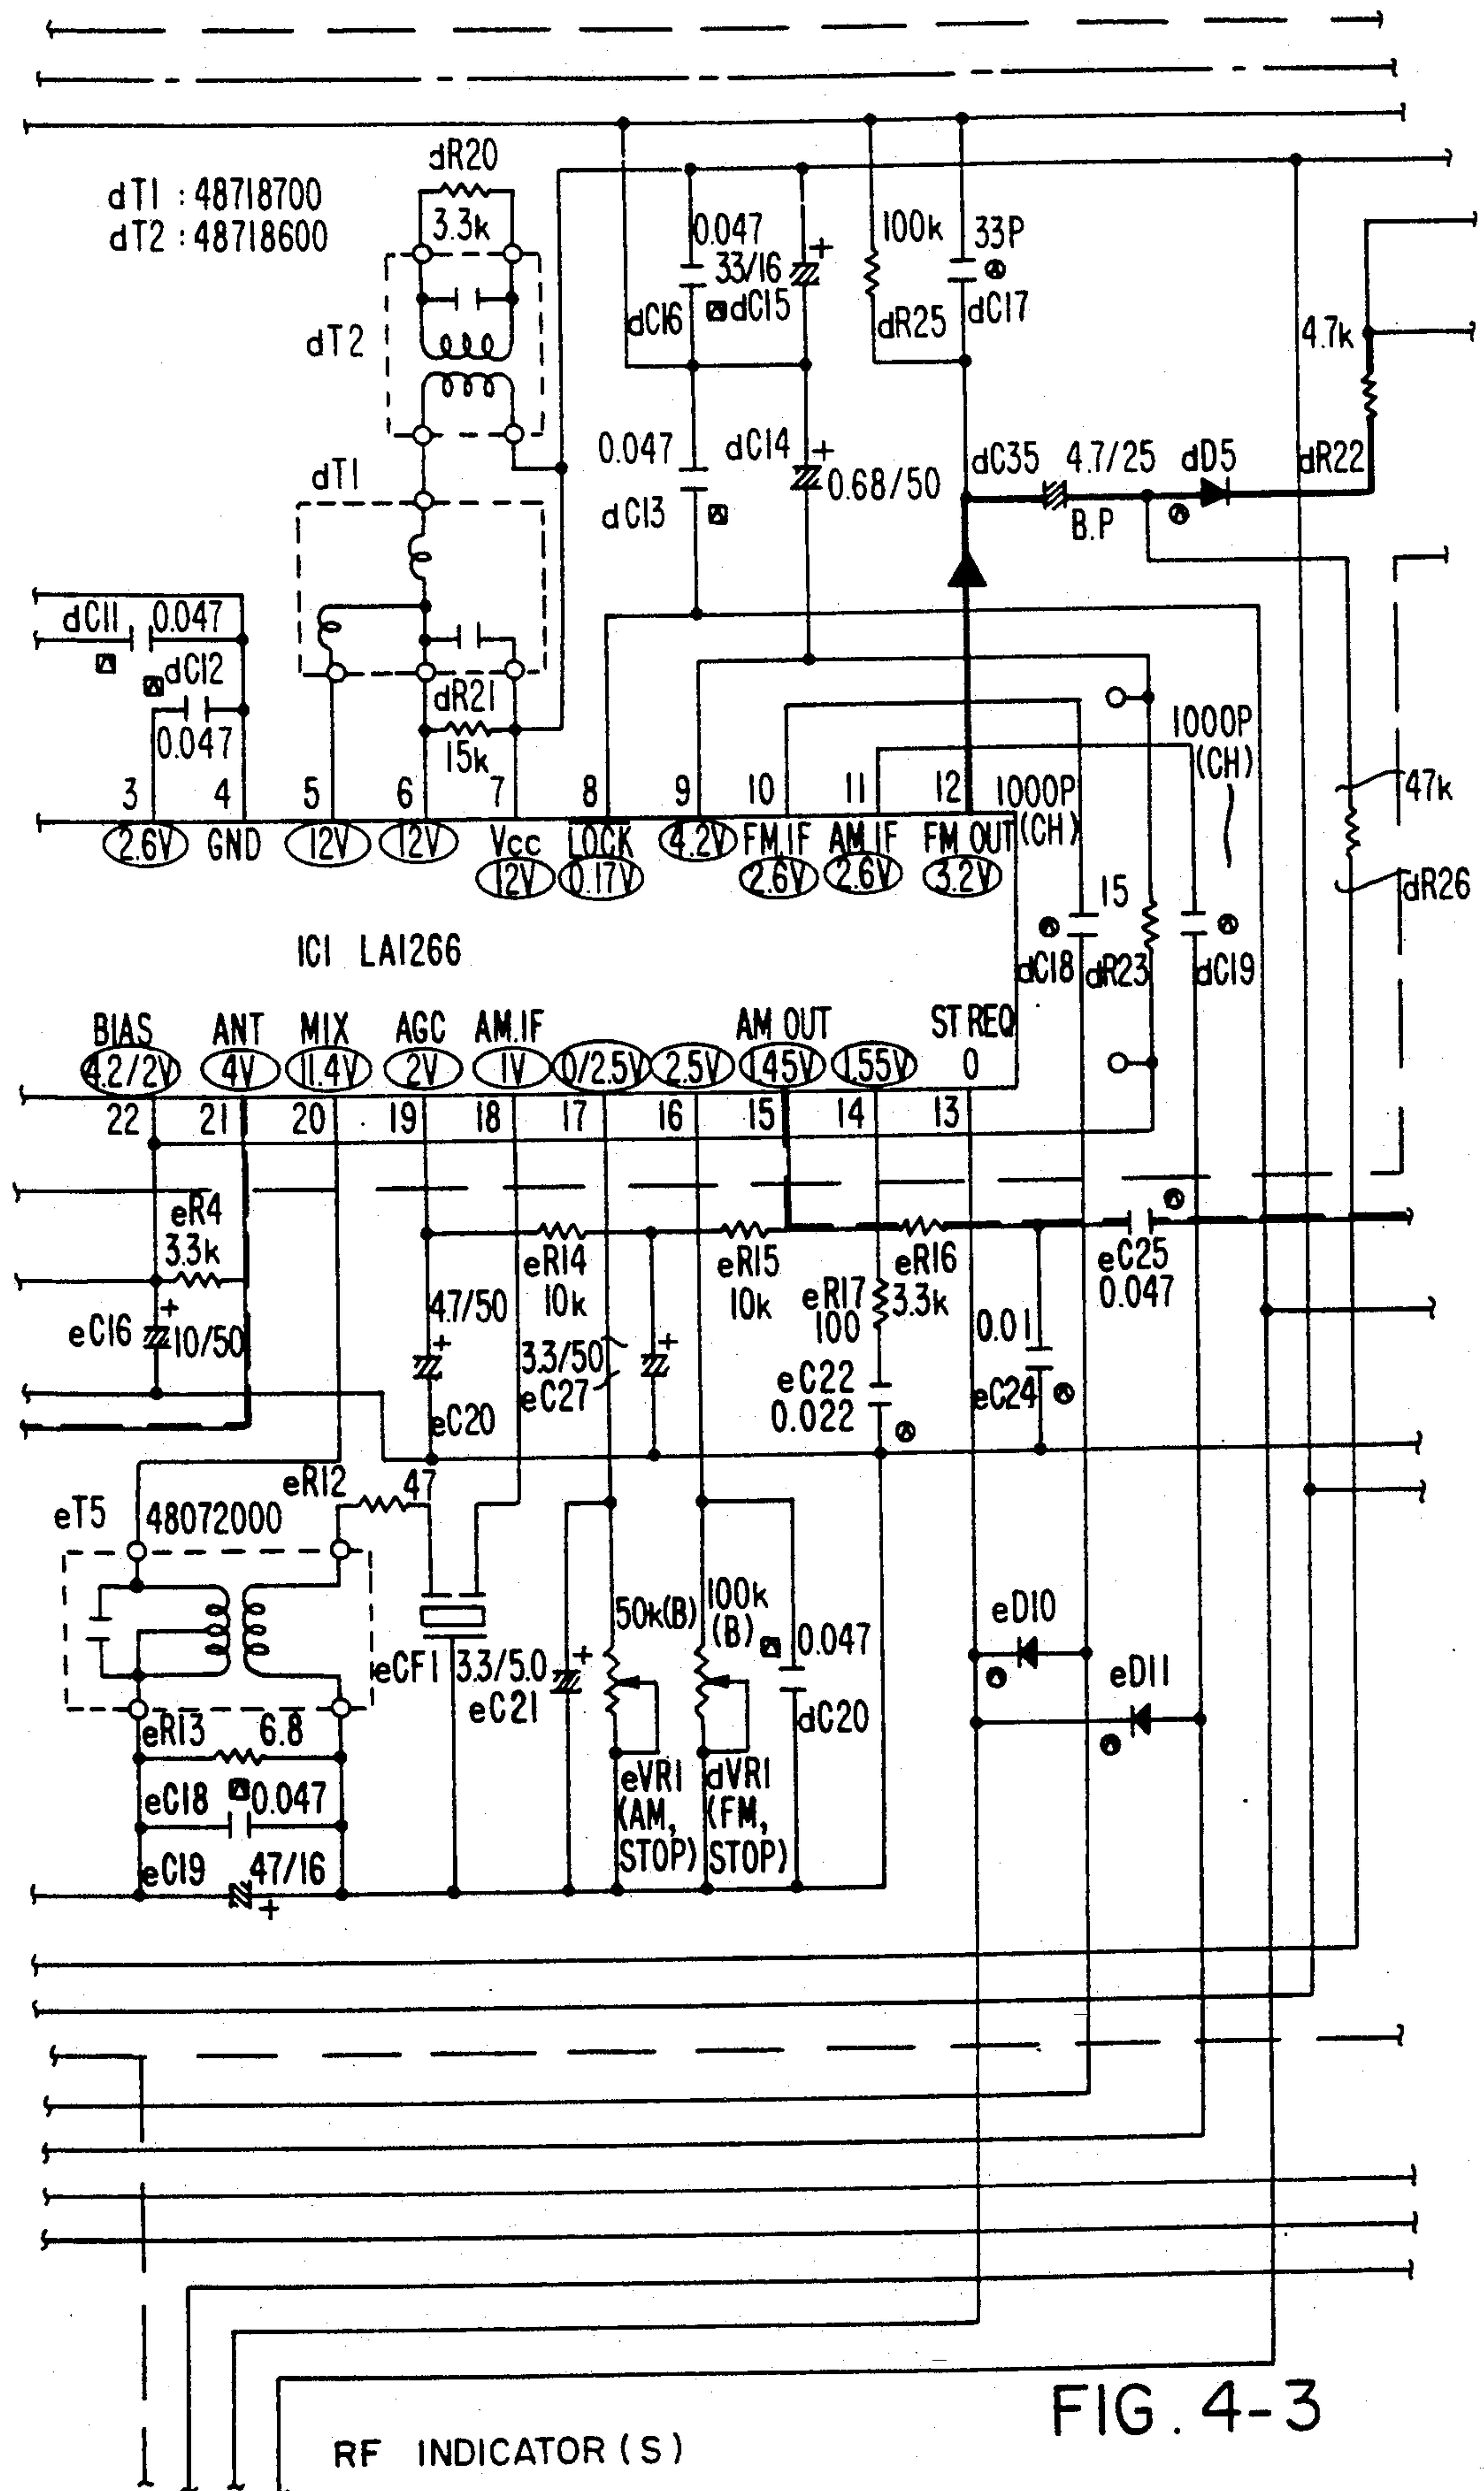 dT1 : 48718700
dT2 : 48718600
dR20
3.3k
dT2
dT1
dR21
15k
0.047
33/16
dC16
dC15
100k
dR25
33P
dC17
4.7k
dR22
0.047
dC13
dC14
0.68/50
dC35
4.7/25
dD5
B.P
dC11
0.047
dC12
0.047
1000P
(CH)
47k
dR26
3 4 5 6 7 8 9 10 11 12
1000P
(CH)
2.6V GND 12V 12V Vcc LOCK 4.2V FM.IF AM.IF FM OUT
12V 0.17V 2.6V 2.6V 3.2V
15
dC18
dR23
dC19
IC1 LA1266
BIAS ANT MIX AGC AM.IF AM OUT ST REQ
4.2/2V 4V 11.4V 2V 1V 0/2.5V 2.5V 1.45V 1.55V 0
22 21 20 19 18 17 16 15 14 13
eR4
3.3k
eC16
10/50
eR14
10k
eR15
10k
eR16
3.3k
eR17
100
eC25
0.047
4.7/50
eC20
3.3/50
eC27
0.01
eC24
eC22
0.022
eR12
47
eT5
48072000
eCF1
3.3/5.0
eC21
50k(B)
100k
(B)
0.047
dC20
eD10
eD11
eR13
6.8
eC18
0.047
eC19
47/16
eVR1
(AM,
STOP)
dVR1
(FM,
STOP)
FIG. 4-3
RF INDICATOR (S)